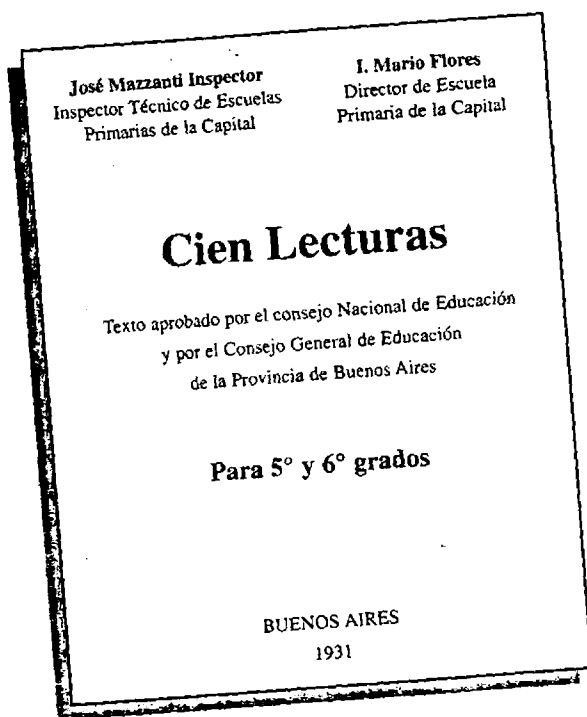 José Mazzanti Inspector
Inspector Técnico de Escuelas
Primarias de la Capital
I. Mario Flores
Director de Escuela
Primaria de la Capital
Cien Lecturas
Texto aprobado por el consejo Nacional de Educación
y por el Consejo General de Educación
de la Provincia de Buenos Aires
Para 5° y 6° grados
BUENOS AIRES
1931